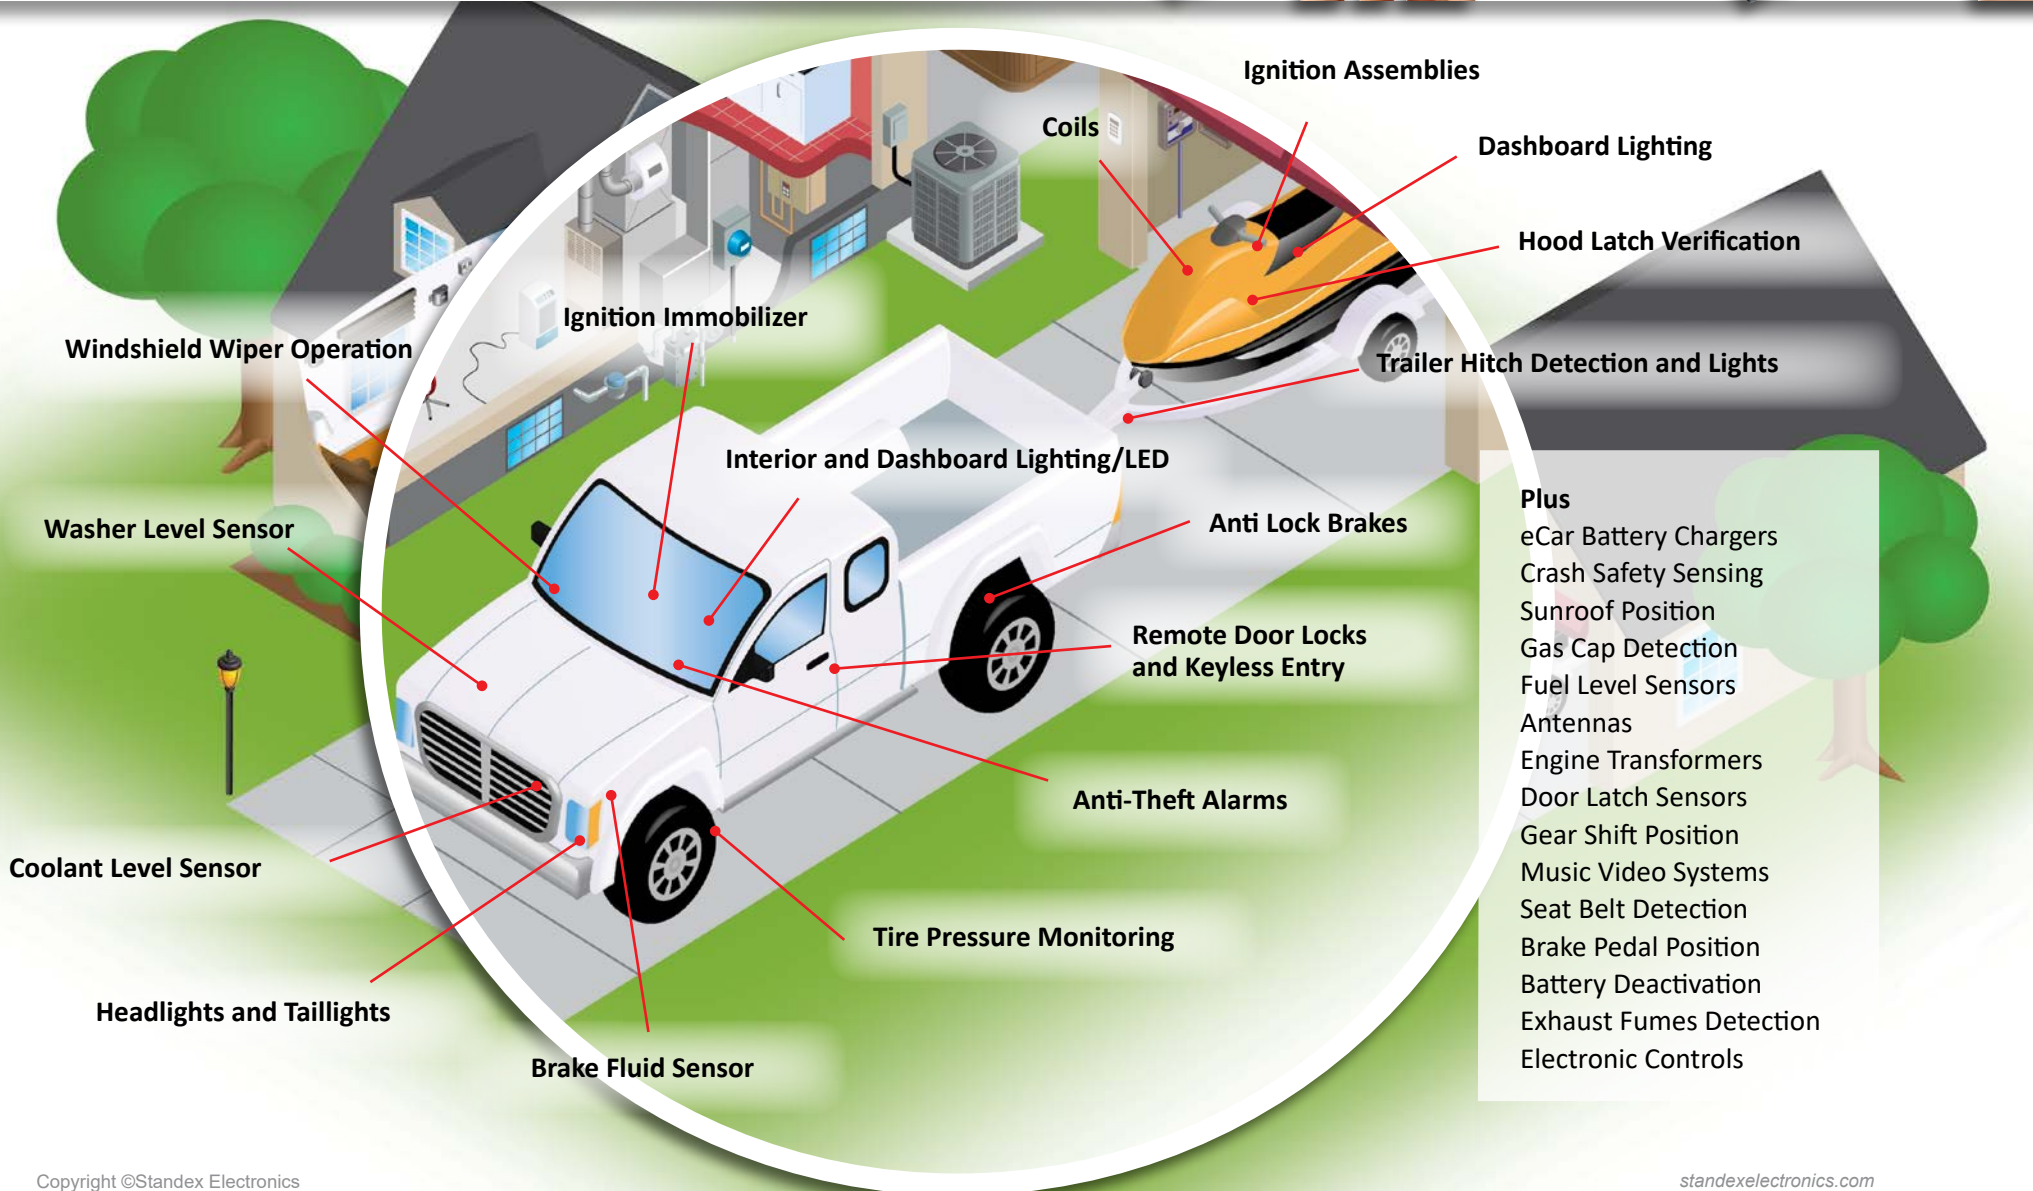 Ignition Assemblies
Coils
Dashboard Lighting
Hood Latch Verification
Ignition Immobilizer
Windshield Wiper Operation
Trailer Hitch Detection and Lights
Interior and Dashboard Lighting/LED
Washer Level Sensor
Anti Lock Brakes
Remote Door Locks
and Keyless Entry
Anti-Theft Alarms
Coolant Level Sensor
Tire Pressure Monitoring
Headlights and Taillights
Brake Fluid Sensor
Plus
eCar Battery Chargers
Crash Safety Sensing
Sunroof Position
Gas Cap Detection
Fuel Level Sensors
Antennas
Engine Transformers
Door Latch Sensors
Gear Shift Position
Music Video Systems
Seat Belt Detection
Brake Pedal Position
Battery Deactivation
Exhaust Fumes Detection
Electronic Controls
Copyright ©Standex Electronics
standexelectronics.com